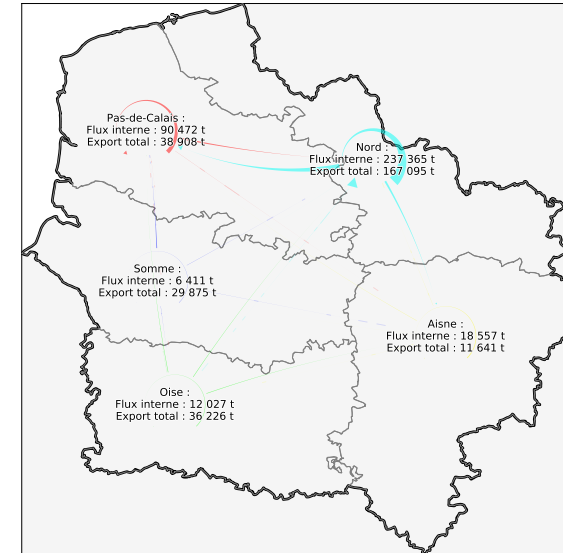 Pas-de-Calais :
Flux interne : 90 472 t
Export total : 38 908 t
Nord :
Flux interne : 237 365 t
Export total : 167 095 t
Somme :
Flux interne : 6 411 t
Export total : 29 875 t
Aisne :
Flux interne : 18 557 t
Export total : 11 641 t
Oise :
Flux interne : 12 027 t
Export total : 36 226 t